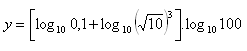 y = [log₁₀ 0,1 + log₁₀ (√10)³] . log₁₀ 100